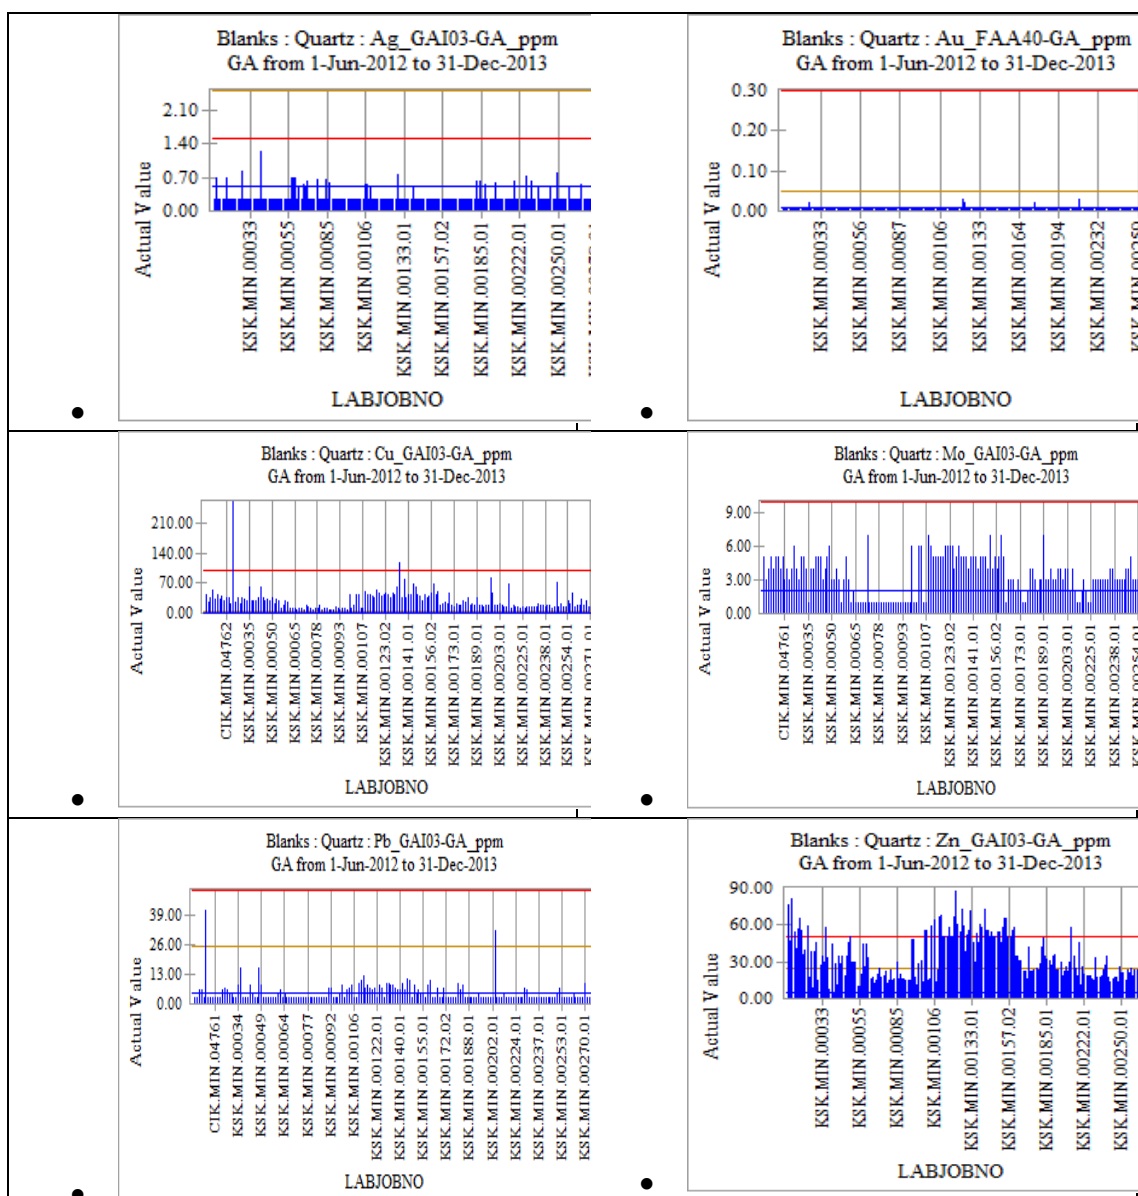 Blanks : Quartz : Ag_GAI03-GA_ppm
GA from 1-Jun-2012 to 31-Dec-2013
Actual Value
2.10
1.40
0.70
0.00
KSK.MIN.00033
KSK.MIN.00055
KSK.MIN.00085
KSK.MIN.00106
KSK.MIN.00133.01
KSK.MIN.00157.02
KSK.MIN.00185.01
KSK.MIN.00222.01
KSK.MIN.00250.01
LABJOBNO
Blanks : Quartz : Au_FAA40-GA_ppm
GA from 1-Jun-2012 to 31-Dec-2013
Actual Value
0.30
0.20
0.10
0.00
KSK.MIN.00033
KSK.MIN.00056
KSK.MIN.00087
KSK.MIN.00106
KSK.MIN.00133
KSK.MIN.00164
KSK.MIN.00194
KSK.MIN.00232
LABJOBNO
Blanks : Quartz : Cu_GAI03-GA_ppm
GA from 1-Jun-2012 to 31-Dec-2013
Actual Value
210.00
140.00
70.00
0.00
CIK.MIN.04762
KSK.MIN.00035
KSK.MIN.00050
KSK.MIN.00065
KSK.MIN.00078
KSK.MIN.00093
KSK.MIN.00107
KSK.MIN.00123.02
KSK.MIN.00141.01
KSK.MIN.00156.02
KSK.MIN.00173.01
KSK.MIN.00189.01
KSK.MIN.00203.01
KSK.MIN.00225.01
KSK.MIN.00238.01
KSK.MIN.00254.01
KSK.MIN.00271.01
LABJOBNO
Blanks : Quartz : Mo_GAI03-GA_ppm
GA from 1-Jun-2012 to 31-Dec-2013
Actual Value
9.00
6.00
3.00
0.00
CIK.MIN.04761
KSK.MIN.00035
KSK.MIN.00065
KSK.MIN.00078
KSK.MIN.00093
KSK.MIN.00107
KSK.MIN.00123.02
KSK.MIN.00141.01
KSK.MIN.00156.02
KSK.MIN.00173.01
KSK.MIN.00189.01
KSK.MIN.00203.01
KSK.MIN.00225.01
KSK.MIN.00238.01
KSK.MIN.00254.01
LABJOBNO
Blanks : Quartz : Pb_GAI03-GA_ppm
GA from 1-Jun-2012 to 31-Dec-2013
Actual Value
39.00
26.00
13.00
0.00
CIK.MIN.04761
KSK.MIN.00034
KSK.MIN.00049
KSK.MIN.00064
KSK.MIN.00077
KSK.MIN.00092
KSK.MIN.00106
KSK.MIN.00122.01
KSK.MIN.00140.01
KSK.MIN.00155.01
KSK.MIN.00172.02
KSK.MIN.00188.01
KSK.MIN.00202.01
KSK.MIN.00224.01
KSK.MIN.00237.01
KSK.MIN.00253.01
KSK.MIN.00270.01
LABJOBNO
Blanks : Quartz : Zn_GAI03-GA_ppm
GA from 1-Jun-2012 to 31-Dec-2013
Actual Value
90.00
60.00
30.00
0.00
KSK.MIN.00033
KSK.MIN.00055
KSK.MIN.00085
KSK.MIN.00106
KSK.MIN.00133.01
KSK.MIN.00157.02
KSK.MIN.00185.01
KSK.MIN.00222.01
KSK.MIN.00250.01
LABJOBNO